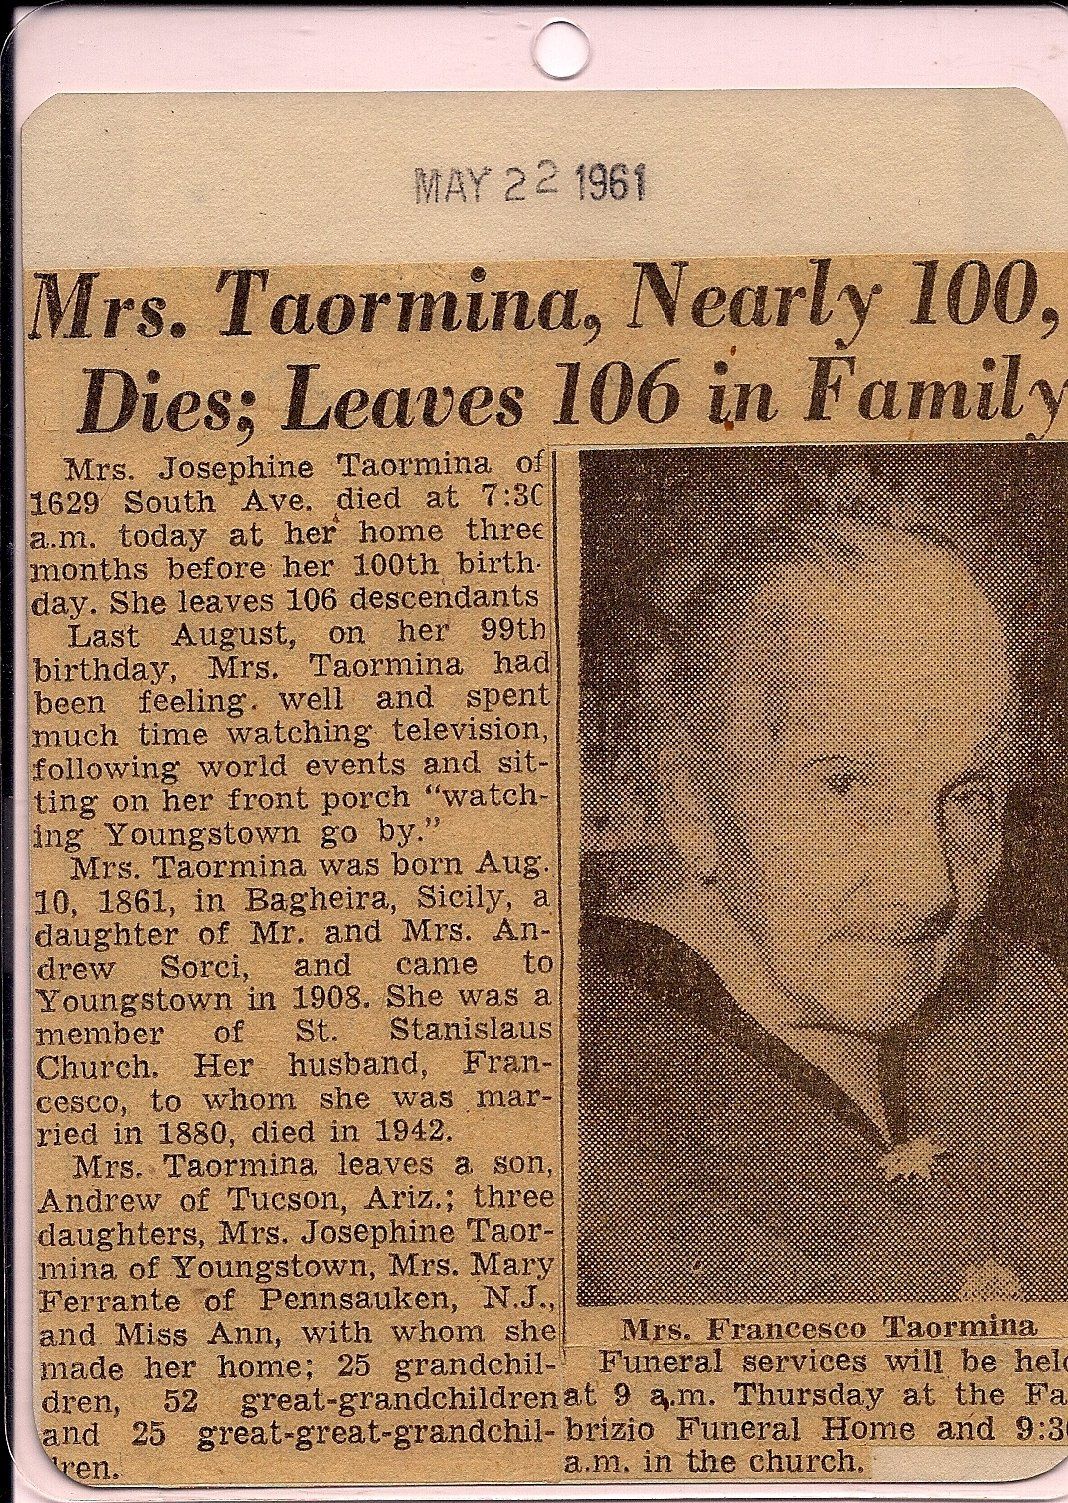 MAY 22 1961
Mrs. Taormina, Nearly 100,
Dies; Leaves 106 in Family
Mrs. Josephine Taormina of
1629 South Ave. died at 7:30
a.m. today at her home three
months before her 100th birth-
day. She leaves 106 descendants
Last August, on her 99th
birthday, Mrs. Taormina had
been feeling well and spent
much time watching television,
following world events and sit-
ting on her front porch “watch-
ing Youngstown go by.”
Mrs. Taormina was born Aug.
10, 1861, in Bagheira, Sicily, a
daughter of Mr. and Mrs. An-
drew Sorci, and came to
Youngstown in 1908. She was a
member of St. Stanislaus
Church. Her husband, Fran-
cesco, to whom she was mar-
ried in 1880, died in 1942.
Mrs. Taormina leaves a son,
Andrew of Tucson, Ariz.; three
daughters, Mrs. Josephine Taor-
mina of Youngstown, Mrs. Mary
Ferrante of Pennsauken, N.J.,
and Miss Ann, with whom she
made her home; 25 grandchil-
dren, 52 great-grandchildren
and 25 great-great-grandchil-
dren.
Mrs. Francesco Taormina
Funeral services will be held
at 9 a.m. Thursday at the Fa-
brizio Funeral Home and 9:30
a.m. in the church.